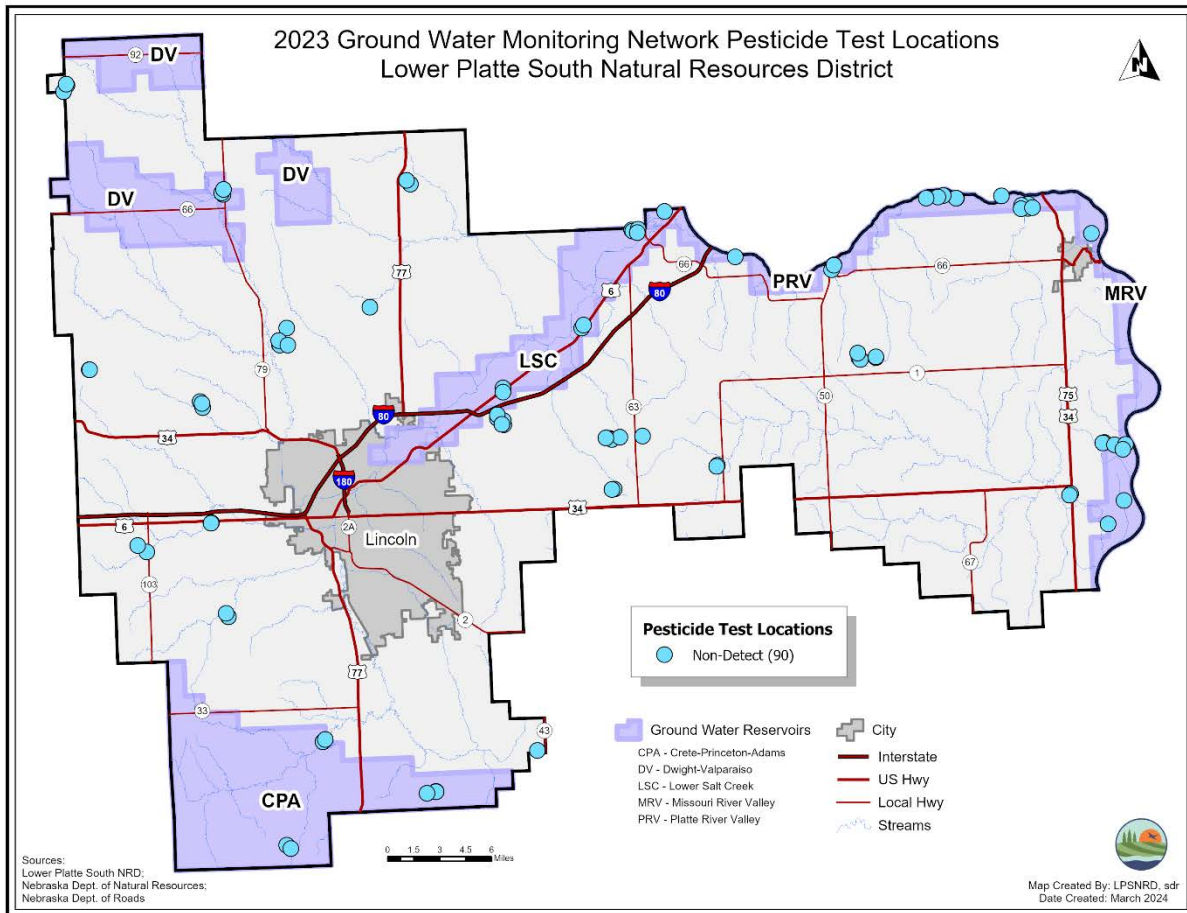 2023 Ground Water Monitoring Network Pesticide Test Locations
Lower Platte South Natural Resources District
N
DV
92
DV
DV
66
77
66
6
80
PRV
66
MRV
LSC
79
1
80
63
50
75
34
34
180
34
6
2A
Lincoln
67
103
2
77
33
43
CPA
Pesticide Test Locations
Non-Detect (90)
Ground Water Reservoirs
CPA - Crete-Princeton-Adams
DV - Dwight-Valparaiso
LSC - Lower Salt Creek
MRV - Missouri River Valley
PRV - Platte River Valley
City
Interstate
US Hwy
Local Hwy
Streams
0 1.5 3 4.5 6
Miles
Sources:
Lower Platte South NRD;
Nebraska Dept. of Natural Resources;
Nebraska Dept. of Roads
Map Created By: LPSNRD, sdr
Date Created: March 2024